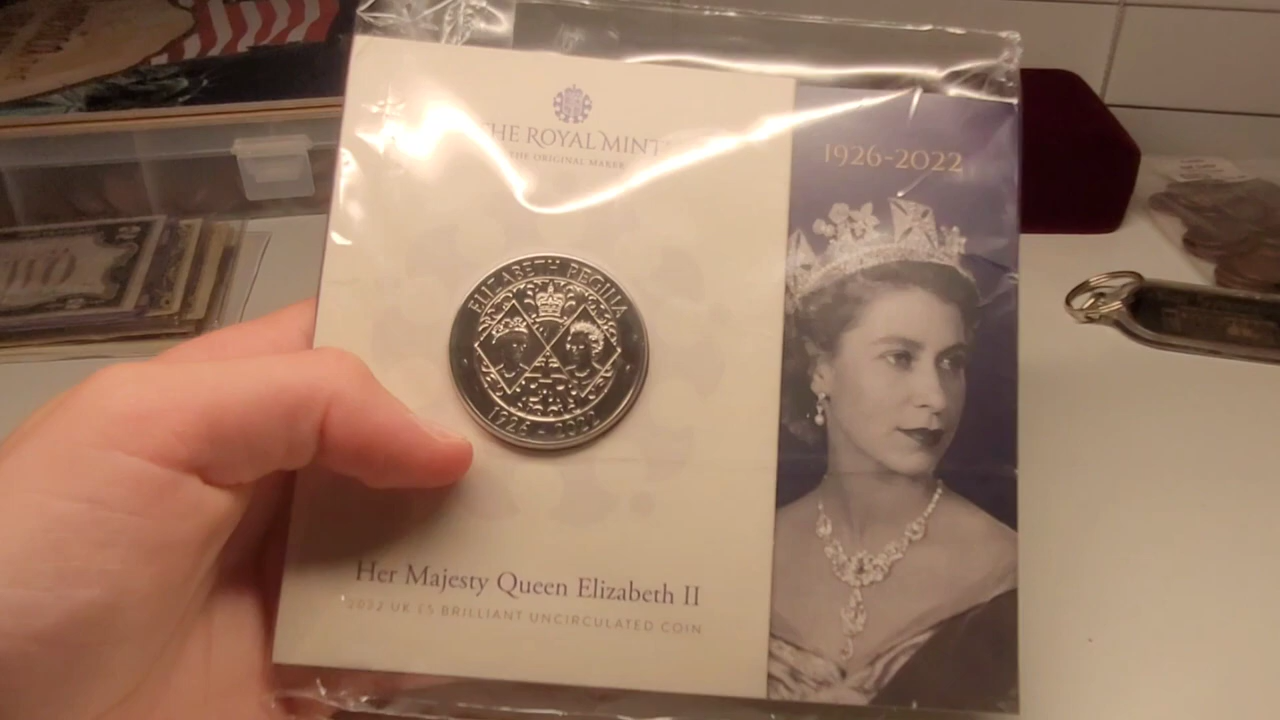 THE ROYAL MINT
THE ORIGINAL MAKER
1926-2022
ELIZABETH REGINA
1926 - 2022
Her Majesty Queen Elizabeth II
2022 UK £5 BRILLIANT UNCIRCULATED COIN